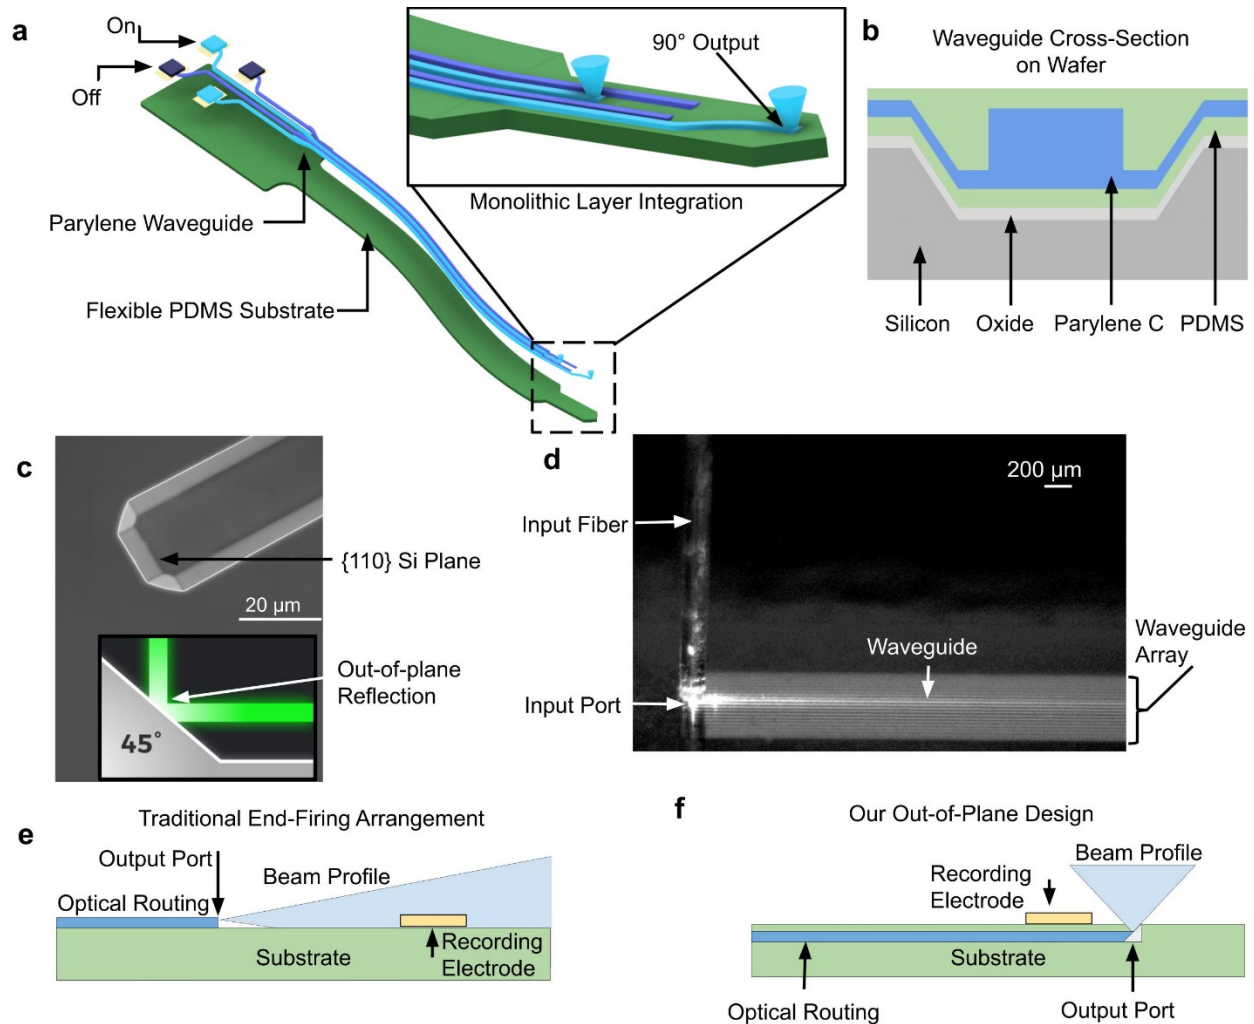 a
On
Off
90° Output
Parylene Waveguide
Monolithic Layer Integration
Flexible PDMS Substrate
b
Waveguide Cross-Section
on Wafer
Silicon
Oxide
Parylene C
PDMS
c
{110} Si Plane
20 µm
Out-of-plane
Reflection
45°
d
200 µm
Input Fiber
Waveguide
Waveguide
Array
Input Port
e
Traditional End-Firing Arrangement
Output Port
Beam Profile
Optical Routing
Recording
Electrode
Substrate
f
Our Out-of-Plane Design
Beam Profile
Recording
Electrode
Substrate
Optical Routing
Output Port